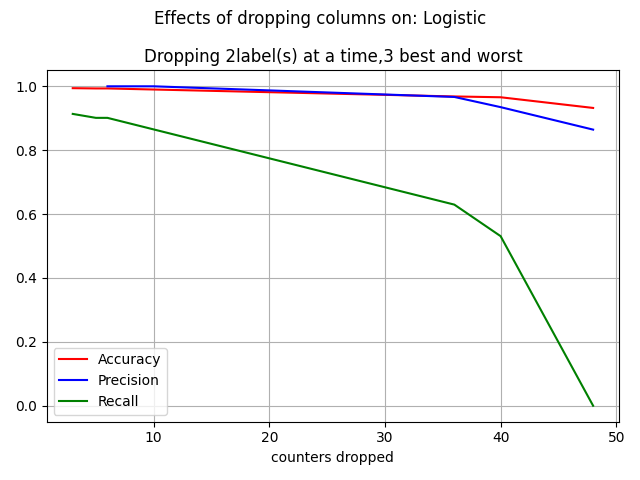 Effects of dropping columns on: Logistic
Dropping 2label(s) at a time,3 best and worst
1.0
0.8
0.6
0.4
0.2
0.0
Accuracy
Precision
Recall
10 20 30 40 50
counters dropped